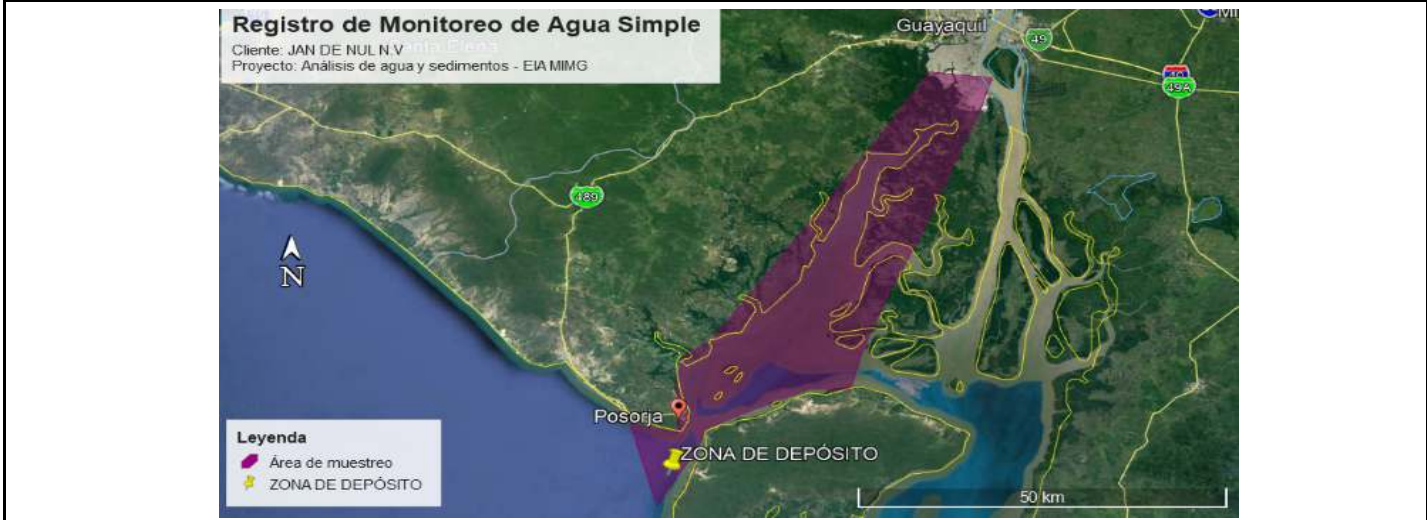 Registro de Monitoreo de Agua Simple
Cliente: JAN DE NUL N.V
Proyecto: Análisis de agua y sedimentos - EIA MIMG
Guayaquil
49
49A
489
N
Posorja
ZONA DE DEPÓSITO
Leyenda
Área de muestreo
ZONA DE DEPÓSITO
50 km